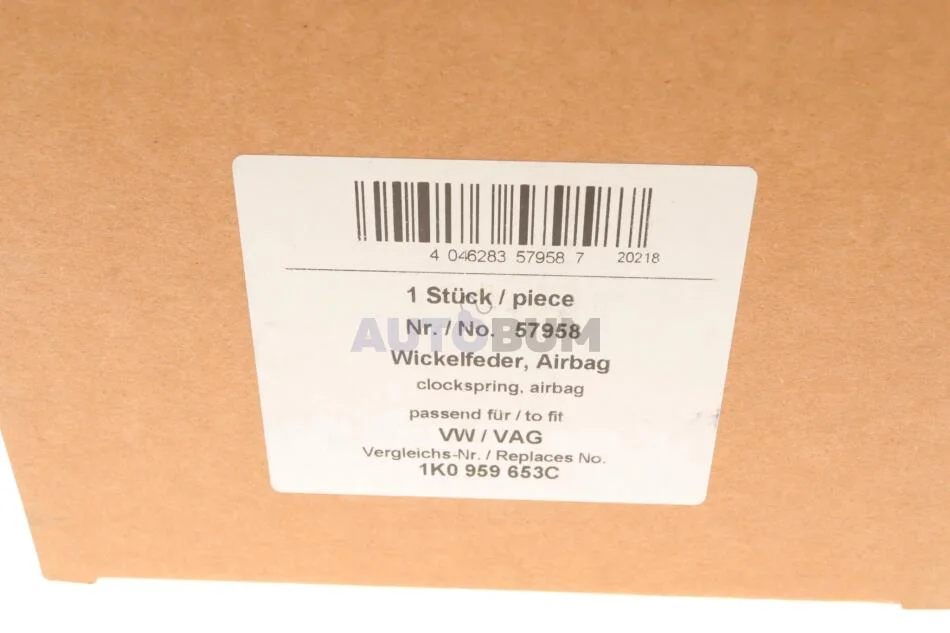 4 046283 57958 7 20218
1 Stück / piece
Nr. / No. 57958
AUTOBUM
Wickelfeder, Airbag
clockspring, airbag
passend für / to fit
VW / VAG
Vergleichs-Nr. / Replaces No.
1K0 959 653C